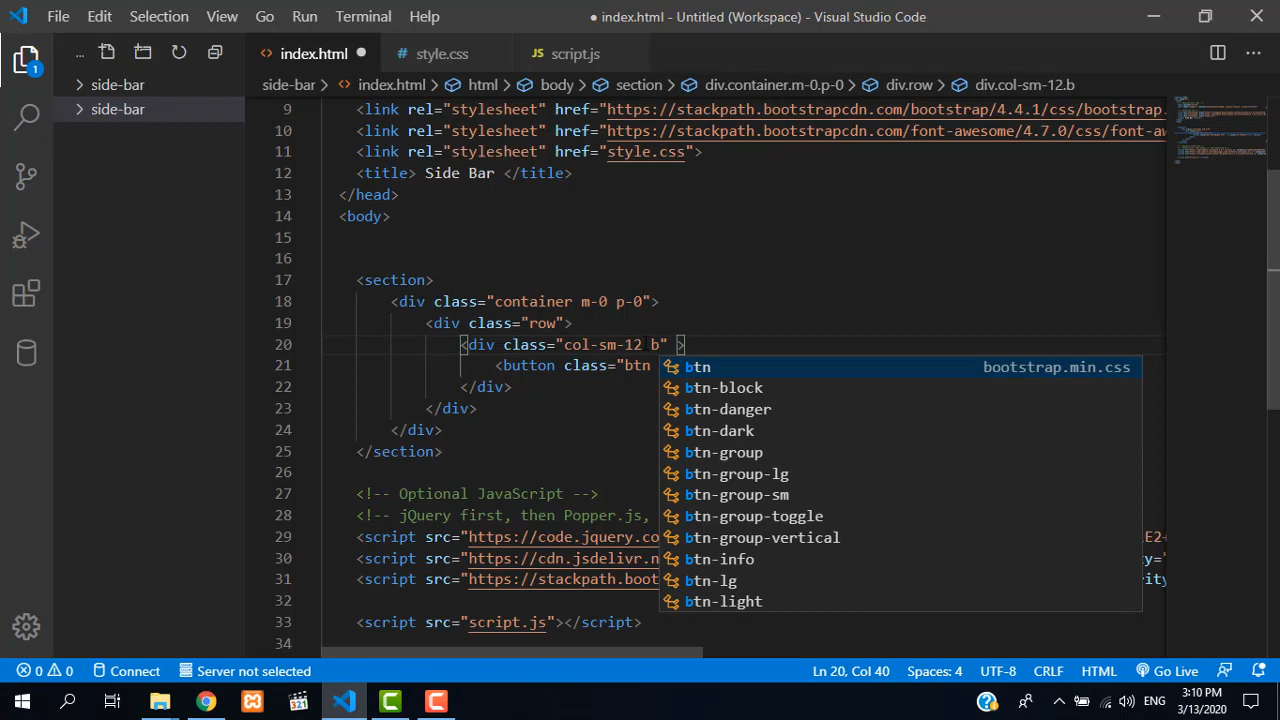 File Edit Selection View Go Run Terminal Help ● index.html - Untitled (Workspace) - Visual Studio Code
1
...
index.html ●
style.css
JS script.js
...
side-bar
side-bar
side-bar > index.html > html > body > section > div.container.m-0.p-0 > div.row > div.col-sm-12.b
9 <link rel="stylesheet" href="https://stackpath.bootstrapcdn.com/bootstrap/4.4.1/css/bootstrap.
10 <link rel="stylesheet" href="https://stackpath.bootstrapcdn.com/font-awesome/4.7.0/css/font-aw
11 <link rel="stylesheet" href="style.css">
12 <title> Side Bar </title>
13 </head>
14 <body>
15
16
17 <section>
18 <div class="container m-0 p-0">
19 <div class="row">
20 <div class="col-sm-12 b" >
21 <button class="btn
22 </div>
23 </div>
24 </div>
25 </section>
26
27 <!-- Optional JavaScript -->
28 <!-- jQuery first, then Popper.js,
29 <script src="https://code.jquery.co
30 <script src="https://cdn.jsdelivr.n
31 <script src="https://stackpath.boot
32
33 <script src="script.js"></script>
34
btn bootstrap.min.css
btn-block
btn-danger
btn-dark
btn-group
btn-group-lg
btn-group-sm
btn-group-toggle
btn-group-vertical
btn-info
btn-lg
btn-light
E2+
y="
rity
0 0 Connect Server not selected Ln 20, Col 40 Spaces: 4 UTF-8 CRLF HTML Go Live
321
ENG
3:10 PM
3/13/2020